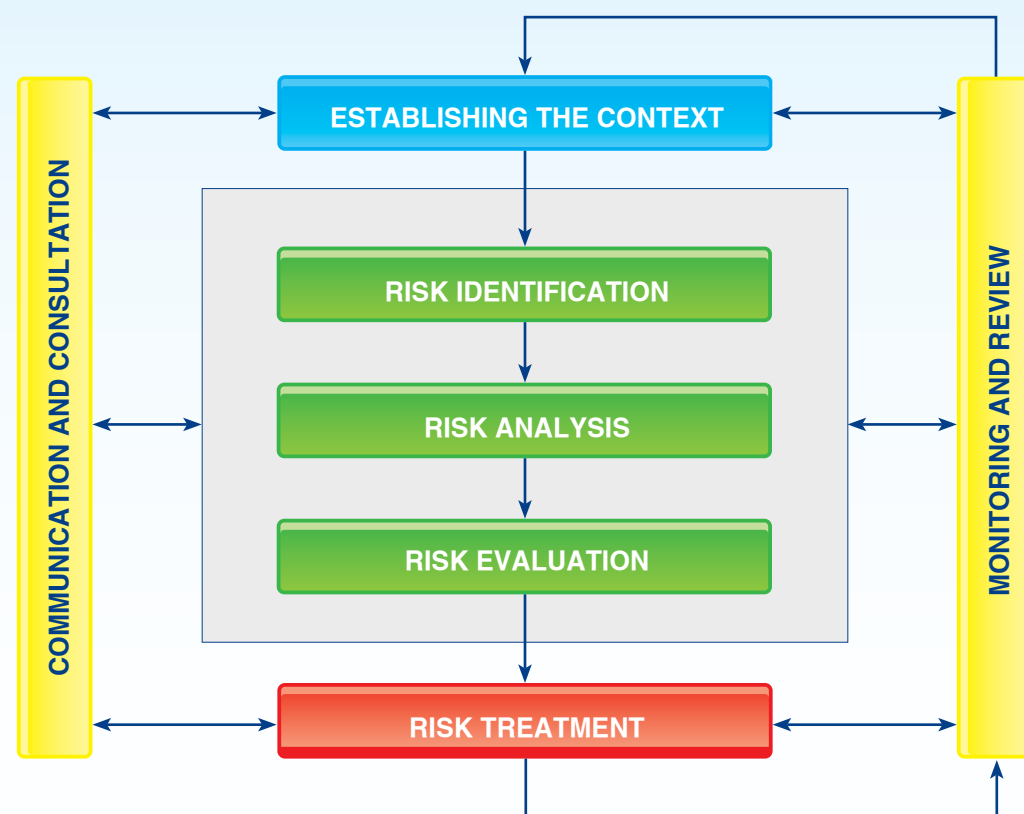 ESTABLISHING THE CONTEXT
COMMUNICATION AND CONSULTATION
RISK IDENTIFICATION
RISK ANALYSIS
RISK EVALUATION
MONITORING AND REVIEW
RISK TREATMENT